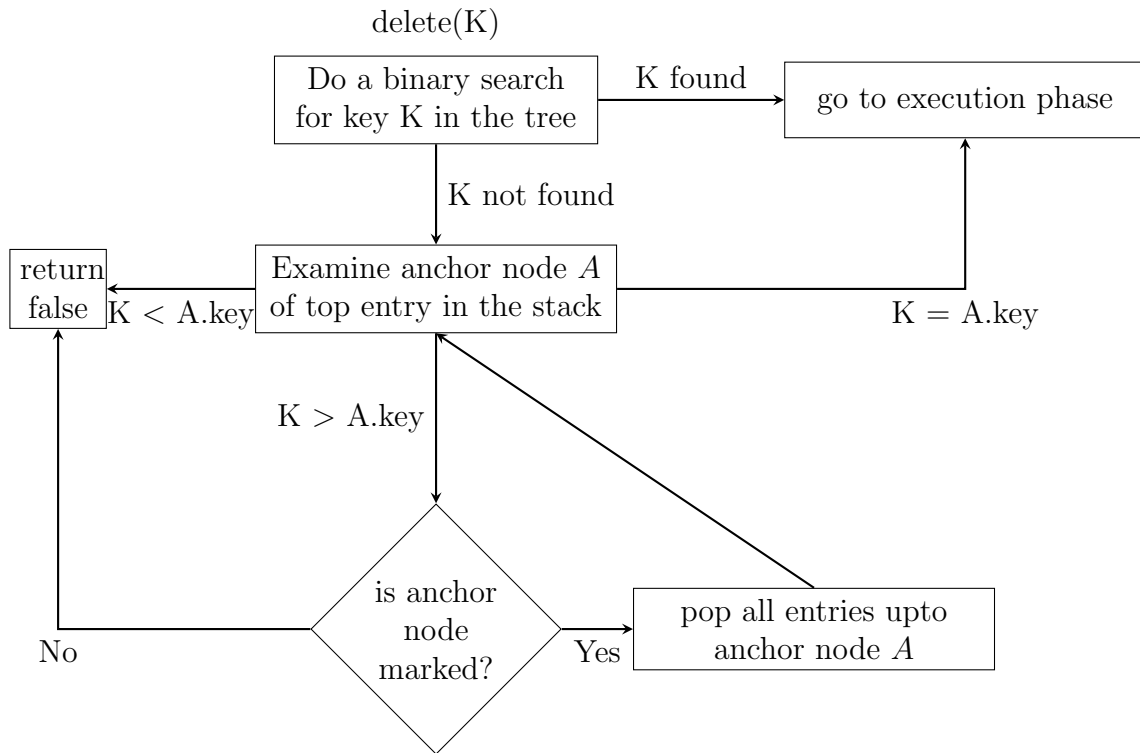 delete(K)
Do a binary search
for key K in the tree
K found
go to execution phase
K not found
return
false
K < A.key
Examine anchor node A
of top entry in the stack
K = A.key
K > A.key
is anchor
node
marked?
No
Yes
pop all entries upto
anchor node A